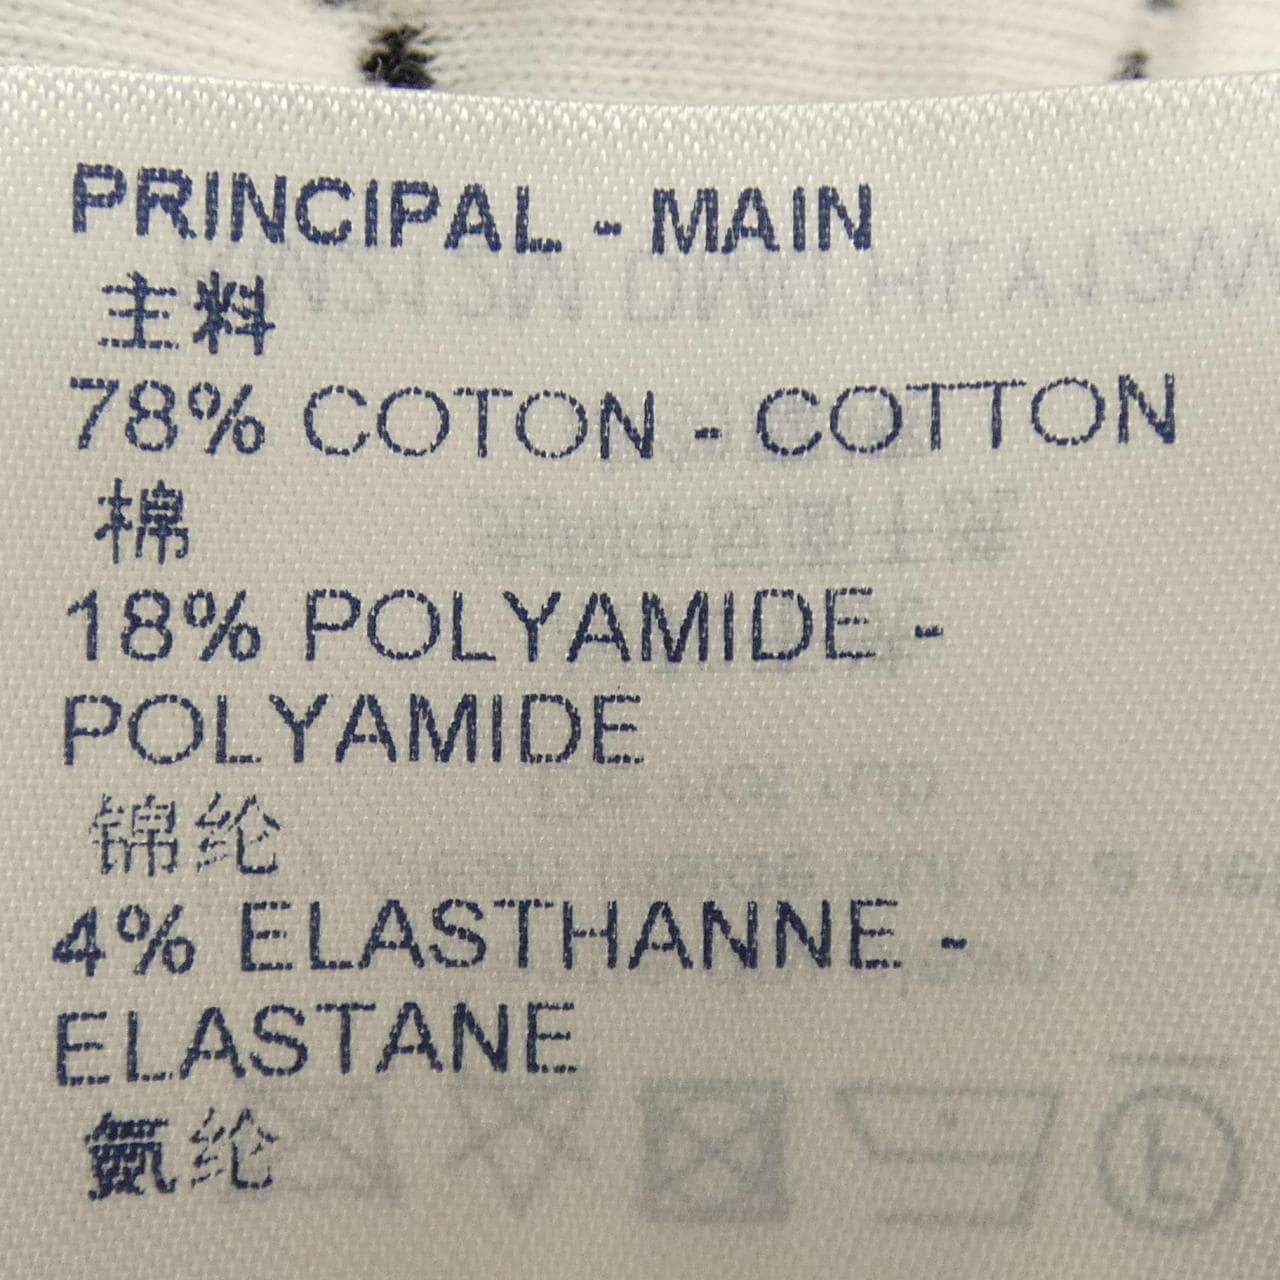 PRINCIPAL - MAIN
主料
78% COTON - COTTON
棉
18% POLYAMIDE -
POLYAMIDE
锦纶
4% ELASTHANNE -
ELASTANE
氨纶